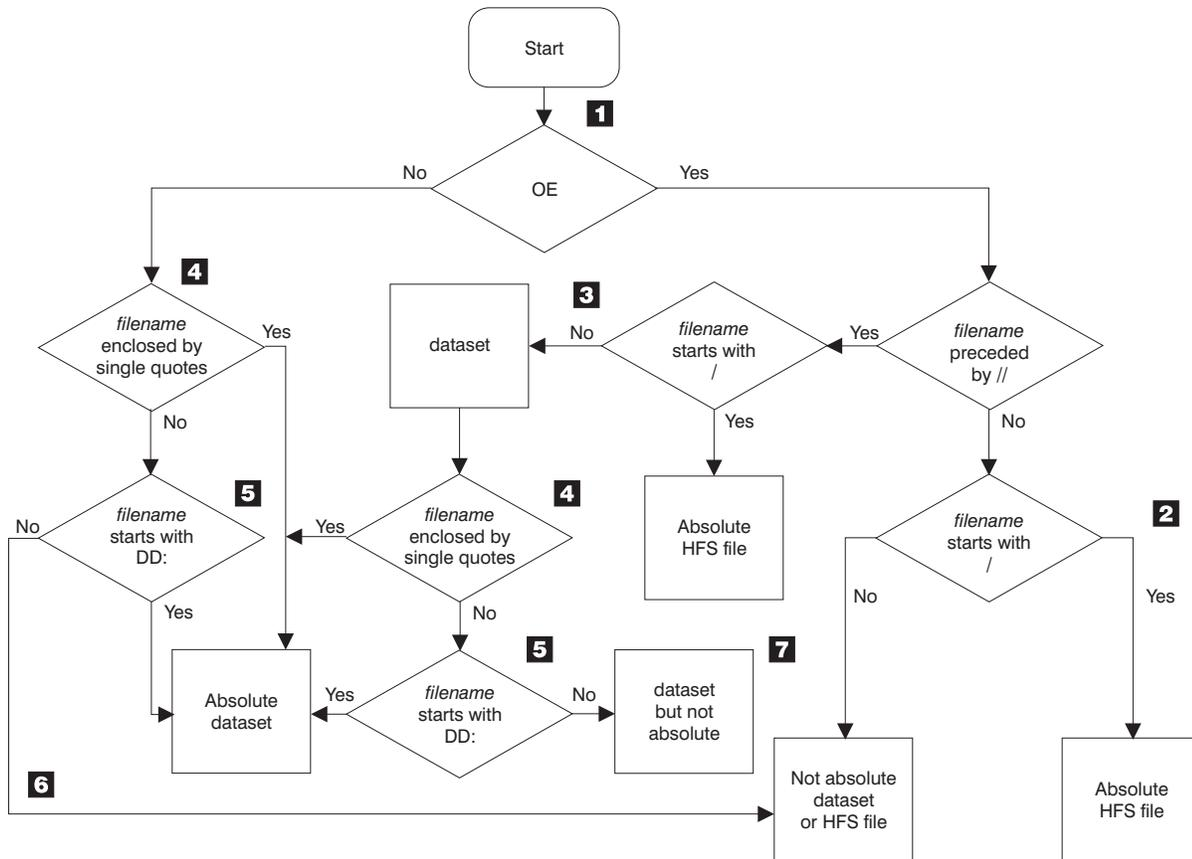 Start
1
OE
No
Yes
4
filename
enclosed by
single quotes
Yes
No
dataset
3
No
filename
starts with
/
Yes
Yes
filename
preceded
by //
No
5
No
filename
starts with
DD:
Yes
4
Yes
filename
enclosed by
single quotes
No
Absolute
HFS file
2
filename
starts with
/
No
Yes
Absolute
dataset
5
Yes
filename
starts with
DD:
No
7
dataset
but not
absolute
6
Not absolute
dataset
or HFS file
Absolute
HFS file